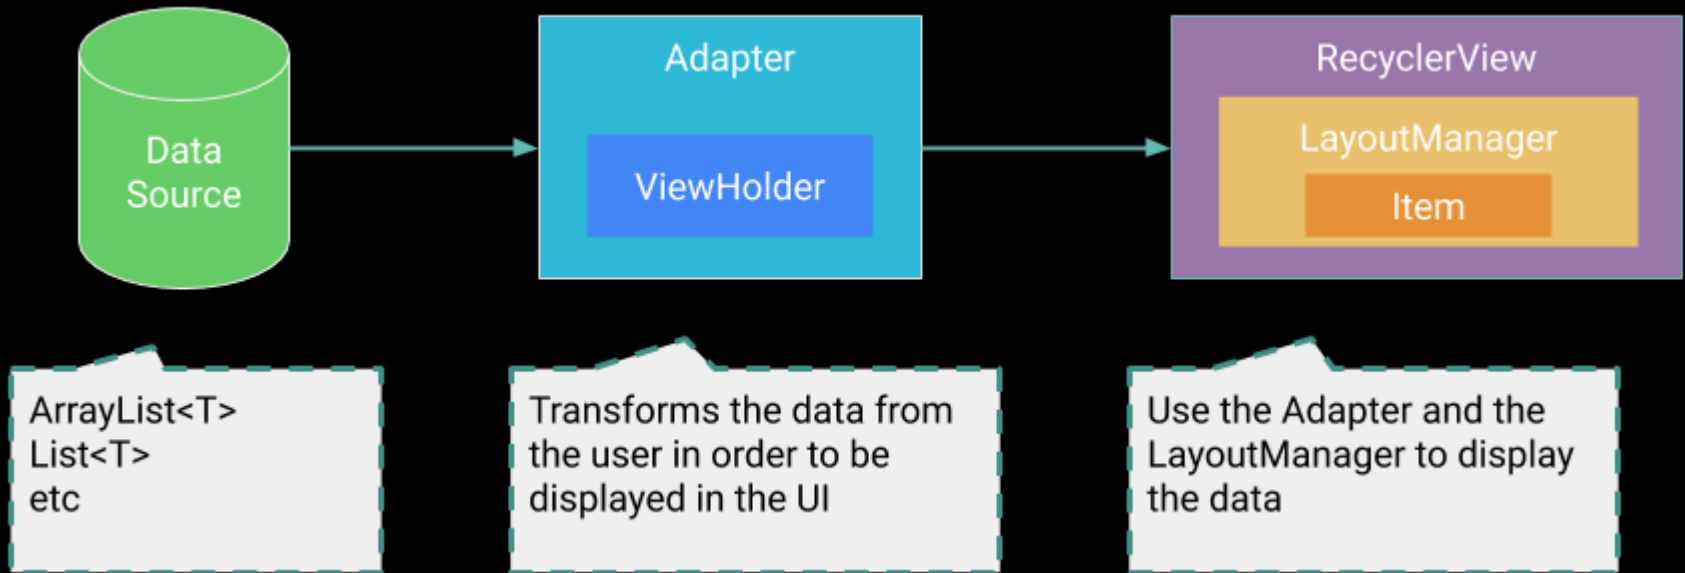 Data
Source
Adapter
ViewHolder
RecyclerView
LayoutManager
Item
ArrayList<T>
List<T>
etc
Transforms the data from
the user in order to be
displayed in the UI
Use the Adapter and the
LayoutManager to display
the data